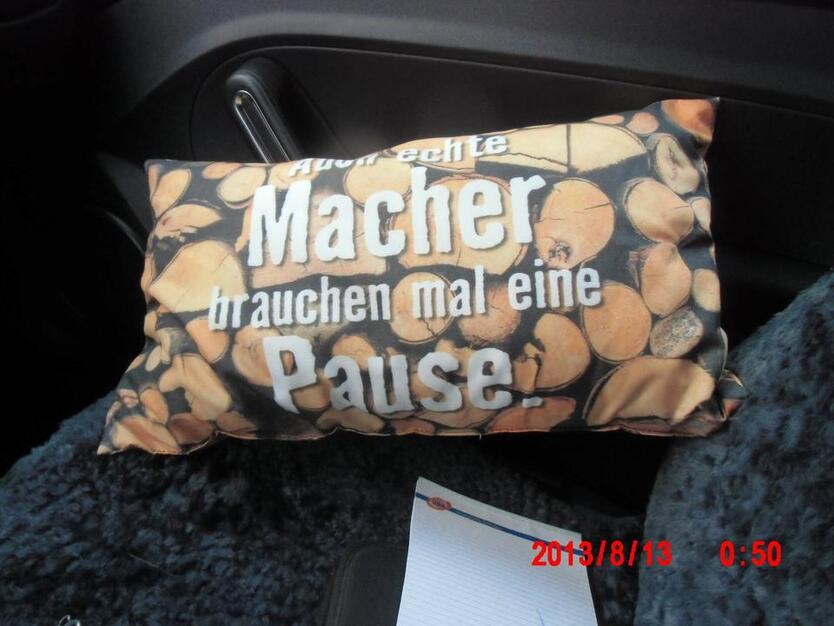 Auch echte
Macher
brauchen mal eine
Pause.
2013/8/13 0:50